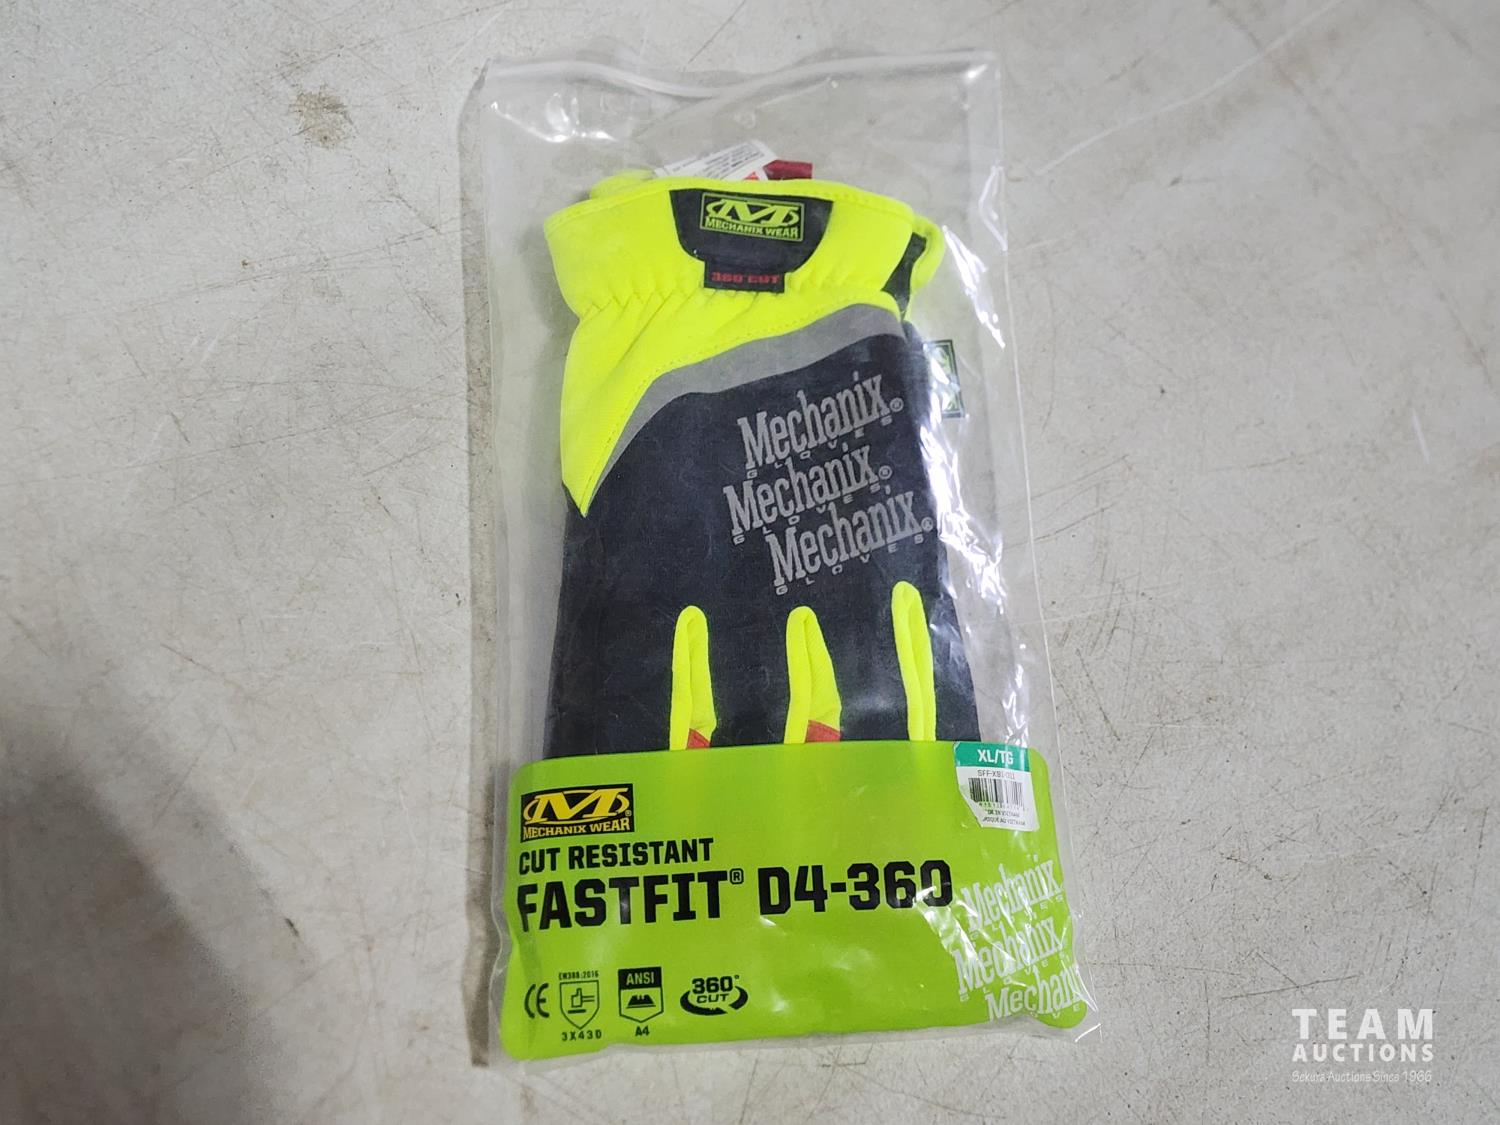 MECHANIX WEAR
360 CUT
Mechanix®
GLOVES
Mechanix®
GLOVES
Mechanix®
GLOVES
XL/TG
MECHANIX WEAR®
CUT RESISTANT
FASTFIT® D4-360
EN388:2016
ANSI
360°
CUT
CE
3X43D
A4
Mechanix
Mechanix
Mechanix
TEAM
AUCTIONS
Sekura Auctions Since 1966